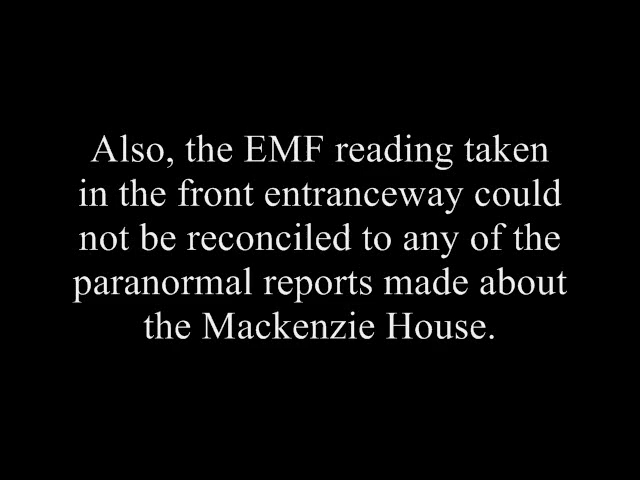 Also, the EMF reading taken
in the front entranceway could
not be reconciled to any of the
paranormal reports made about
the Mackenzie House.